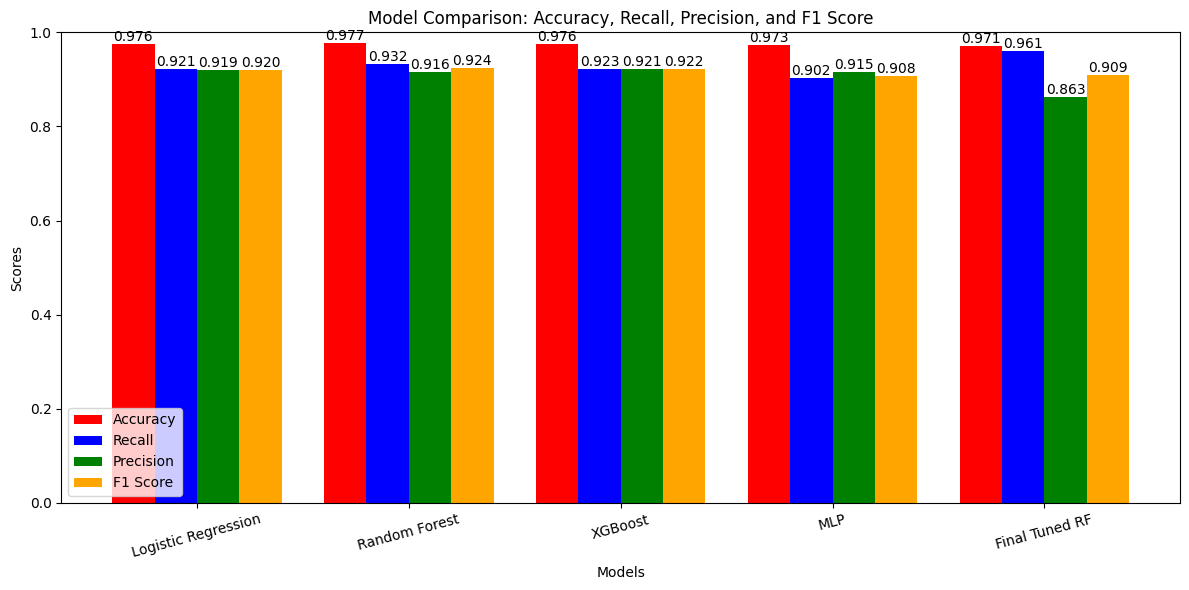 Model Comparison: Accuracy, Recall, Precision, and F1 Score
1.0
0.8
0.6
0.4
0.2
0.0
Scores
0.976
0.921
0.919
0.920
0.977
0.932
0.916
0.924
0.976
0.923
0.921
0.922
0.973
0.902
0.915
0.908
0.971
0.961
0.863
0.909
Accuracy
Recall
Precision
F1 Score
Logistic Regression
Random Forest
XGBoost
MLP
Final Tuned RF
Models